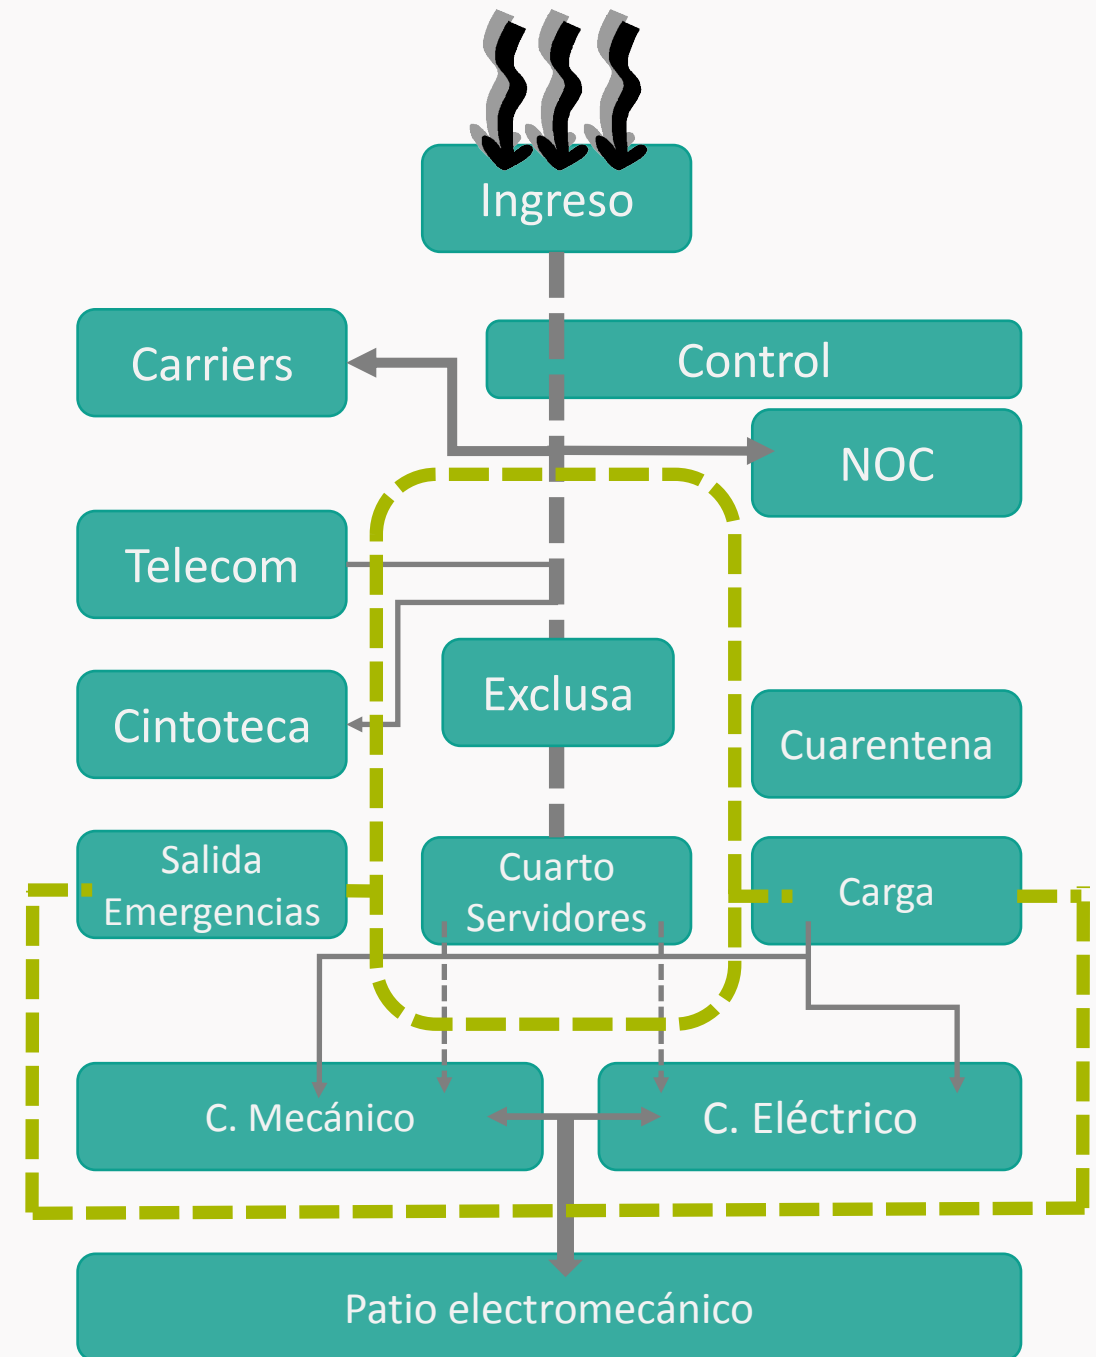 Ingreso
Carriers
Control
NOC
Telecom
Exclusa
Cintoteca
Cuarentena
Salida
Emergencias
Cuarto
Servidores
Carga
C. Mecánico
C. Eléctrico
Patio electromecánico